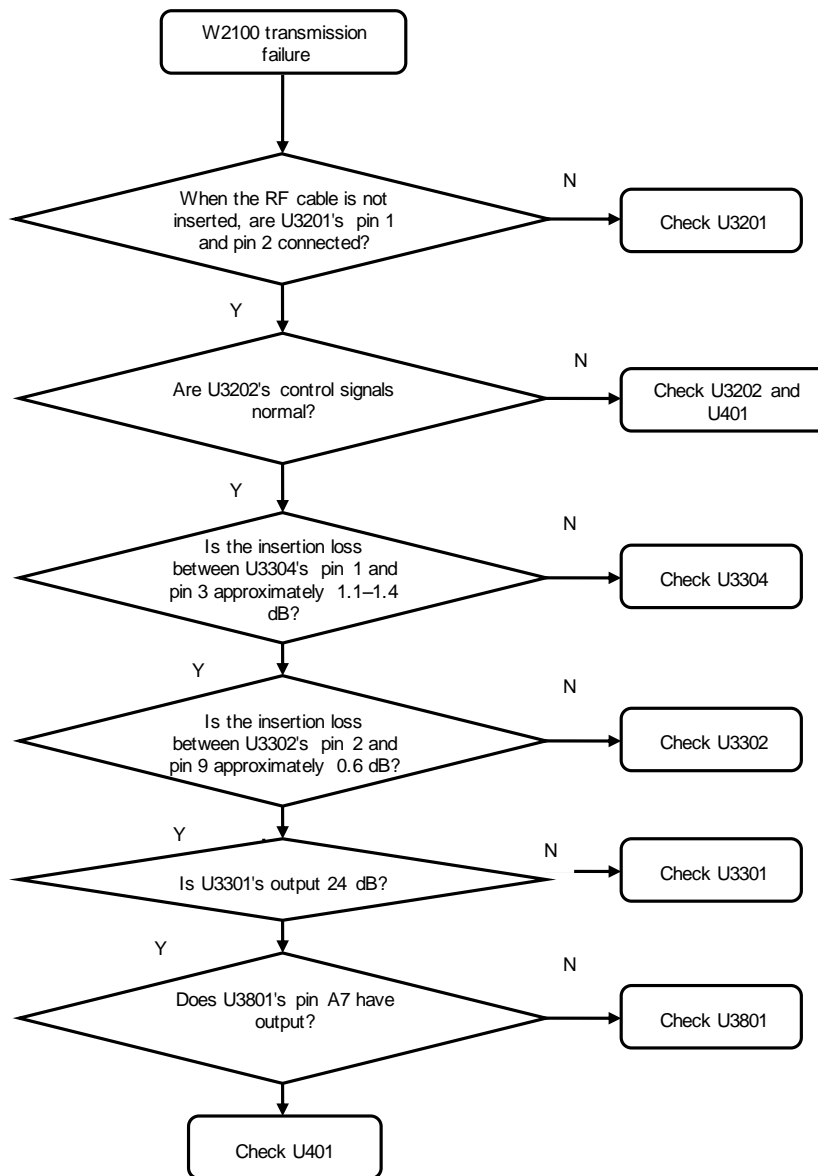 W2100 transmission
failure
When the RF cable is not
inserted, are U3201's pin 1
and pin 2 connected?
N
Check U3201
Y
Are U3202's control signals
normal?
N
Check U3202 and
U401
Y
Is the insertion loss
between U3304's pin 1 and
pin 3 approximately 1.1–1.4
dB?
N
Check U3304
Y
Is the insertion loss
between U3302's pin 2 and
pin 9 approximately 0.6 dB?
N
Check U3302
Y
Is U3301's output 24 dB?
N
Check U3301
Y
Does U3801's pin A7 have
output?
N
Check U3801
Check U401